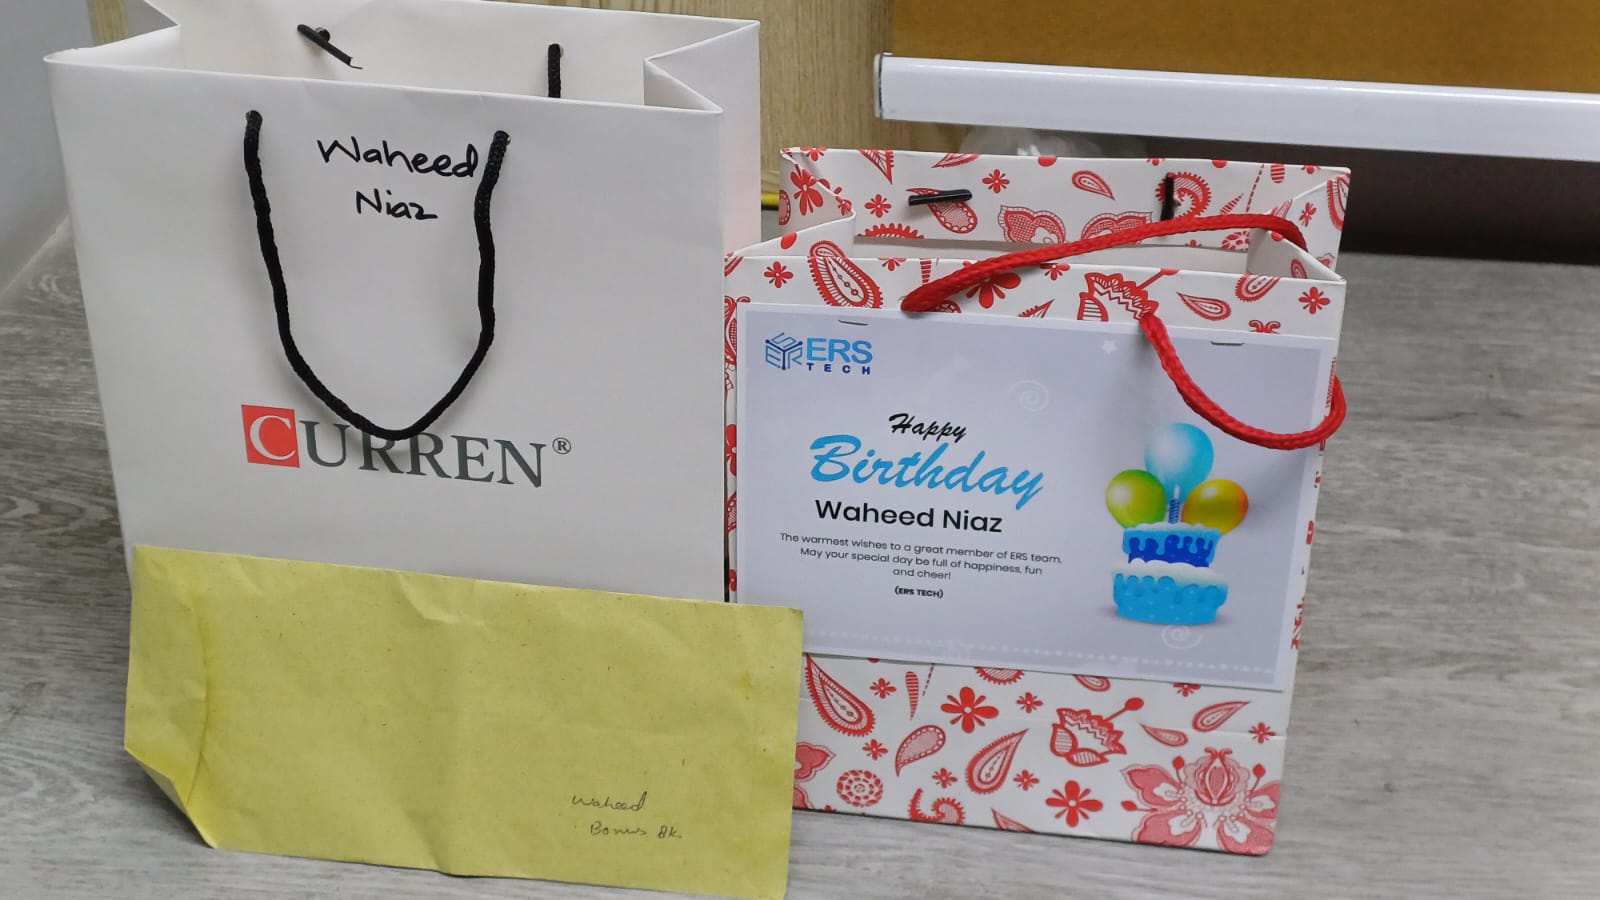 Waheed
Niaz
CURREN®
Waheed
Bonus 8k.
ERS
TECH
Happy
Birthday
Waheed Niaz
The warmest wishes to a great member of ERS team.
May your special day be full of happiness, fun
and cheer!
(ERS TECH)